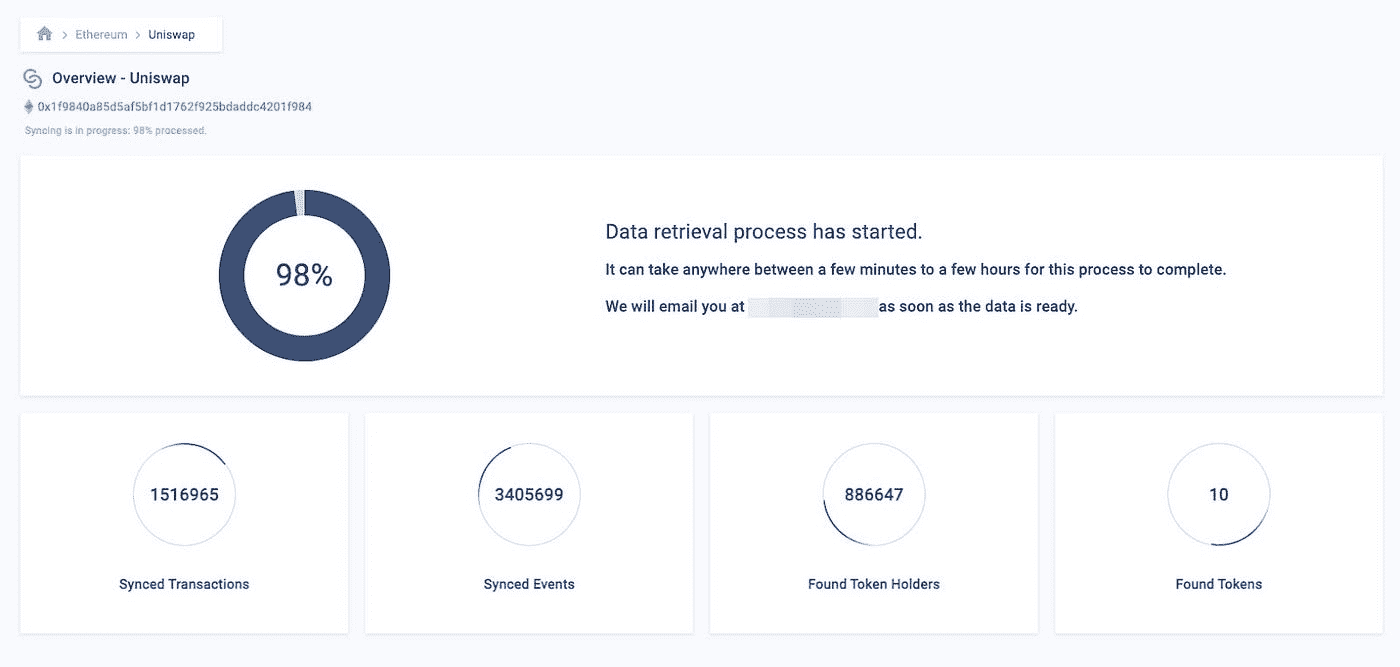 Ethereum > Uniswap
Overview - Uniswap
0x1f9840a85d5af5bf1d1762f925bdaddc4201f984
Syncing is in progress: 98% processed.
98%
Data retrieval process has started.
It can take anywhere between a few minutes to a few hours for this process to complete.
We will email you at as soon as the data is ready.
1516965
Synced Transactions
3405699
Synced Events
886647
Found Token Holders
10
Found Tokens